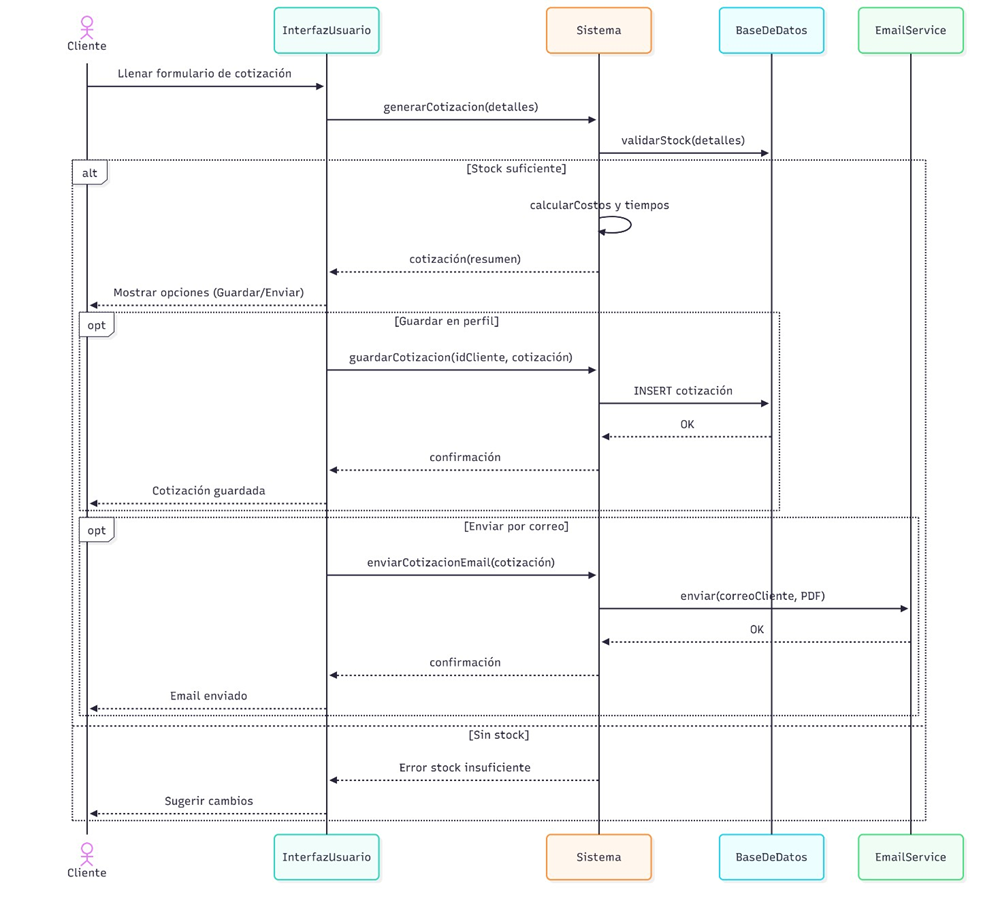 Cliente
InterfazUsuario
Sistema
BaseDeDatos
EmailService
Llenar formulario de cotización
generarCotizacion(detalles)
validarStock(detalles)
alt
[Stock suficiente]
calcularCostos y tiempos
cotización(resumen)
Mostrar opciones (Guardar/Enviar)
opt
[Guardar en perfil]
guardarCotizacion(idCliente, cotización)
INSERT cotización
OK
confirmación
Cotización guardada
opt
[Enviar por correo]
enviarCotizacionEmail(cotización)
enviar(correoCliente, PDF)
OK
confirmación
Email enviado
[Sin stock]
Error stock insuficiente
Sugerir cambios
Cliente
InterfazUsuario
Sistema
BaseDeDatos
EmailService